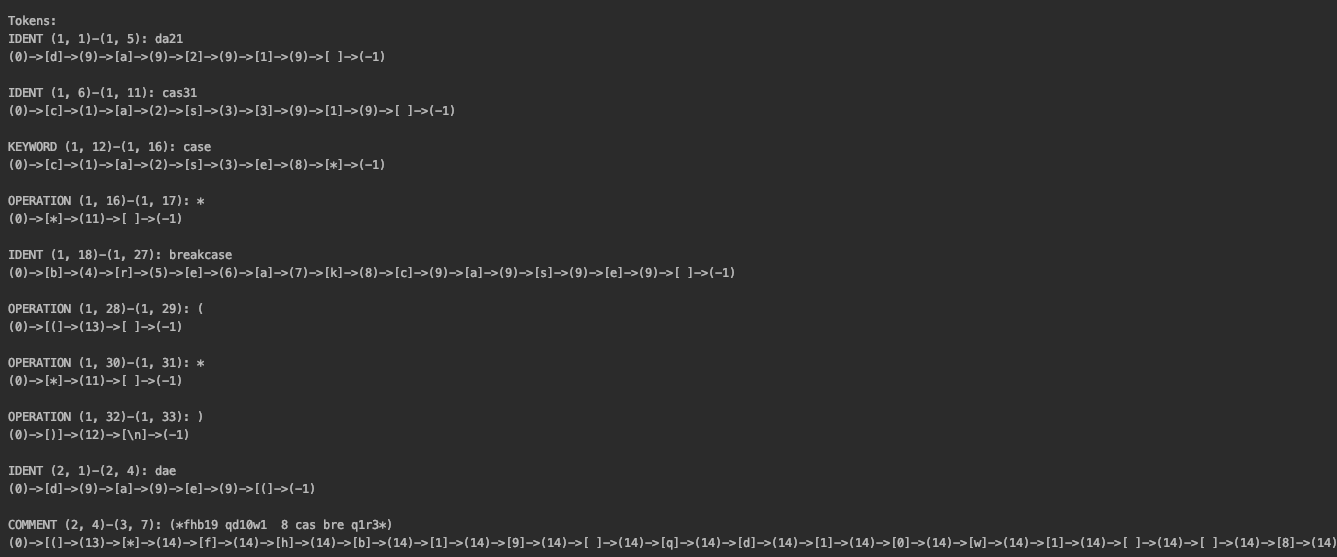 Tokens:
IDENT (1, 1)-(1, 5): da21
(0)->[d]->(9)->[a]->(9)->[2]->(9)->[1]->(9)->[ ]->(-1)
IDENT (1, 6)-(1, 11): cas31
(0)->[c]->(1)->[a]->(2)->[s]->(3)->[3]->(9)->[1]->(9)->[ ]->(-1)
KEYWORD (1, 12)-(1, 16): case
(0)->[c]->(1)->[a]->(2)->[s]->(3)->[e]->(8)->[*]->(-1)
OPERATION (1, 16)-(1, 17): *
(0)->[*]->(11)->[ ]->(-1)
IDENT (1, 18)-(1, 27): breakcase
(0)->[b]->(4)->[r]->(5)->[e]->(6)->[a]->(7)->[k]->(8)->[c]->(9)->[a]->(9)->[s]->(9)->[e]->(9)->[ ]->(-1)
OPERATION (1, 28)-(1, 29): (
(0)->[(]->(13)->[ ]->(-1)
OPERATION (1, 30)-(1, 31): *
(0)->[*]->(11)->[ ]->(-1)
OPERATION (1, 32)-(1, 33): )
(0)->[)]->(12)->[\n]->(-1)
IDENT (2, 1)-(2, 4): dae
(0)->[d]->(9)->[a]->(9)->[e]->(9)->[(]->(-1)
COMMENT (2, 4)-(3, 7): (*fhb19 qd10w1  8 cas bre q1r3*)
(0)->[(]->(13)->[*]->(14)->[f]->(14)->[h]->(14)->[b]->(14)->[1]->(14)->[9]->(14)->[ ]->(14)->[q]->(14)->[d]->(14)->[1]->(14)->[0]->(14)->[w]->(14)->[1]->(14)->[ ]->(14)->[ ]->(14)->[8]->(14)